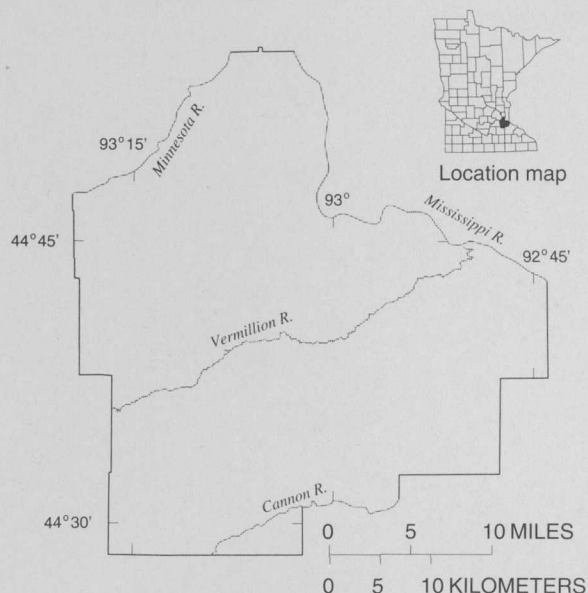 Minnesota R.
93°15'
Location map
93°
Mississippi R.
44°45'
92°45'
Vermillion R.
Cannon R.
44°30'
0 5 10 MILES
0 5 10 KILOMETERS